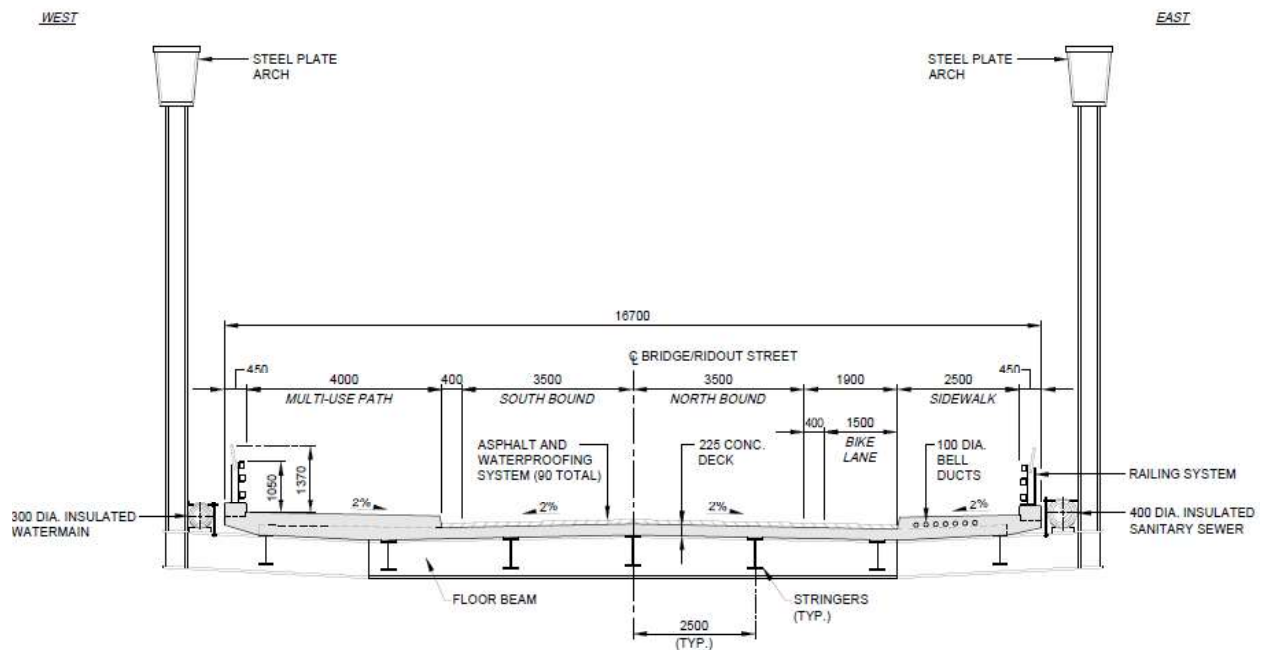 WEST
EAST
STEEL PLATE
ARCH
STEEL PLATE
ARCH
16700
℄ BRIDGE/RIDOUT STREET
450
4000
400
3500
3500
1900
2500
450
MULTI-USE PATH
SOUTH BOUND
NORTH BOUND
SIDEWALK
400
1500
BIKE
LANE
ASPHALT AND
WATERPROOFING
SYSTEM (90 TOTAL)
225 CONC.
DECK
100 DIA.
BELL
DUCTS
RAILING SYSTEM
1050
1370
2%
2%
2%
2%
300 DIA. INSULATED
WATERMAIN
400 DIA. INSULATED
SANITARY SEWER
FLOOR BEAM
STRINGERS
(TYP.)
2500
(TYP.)